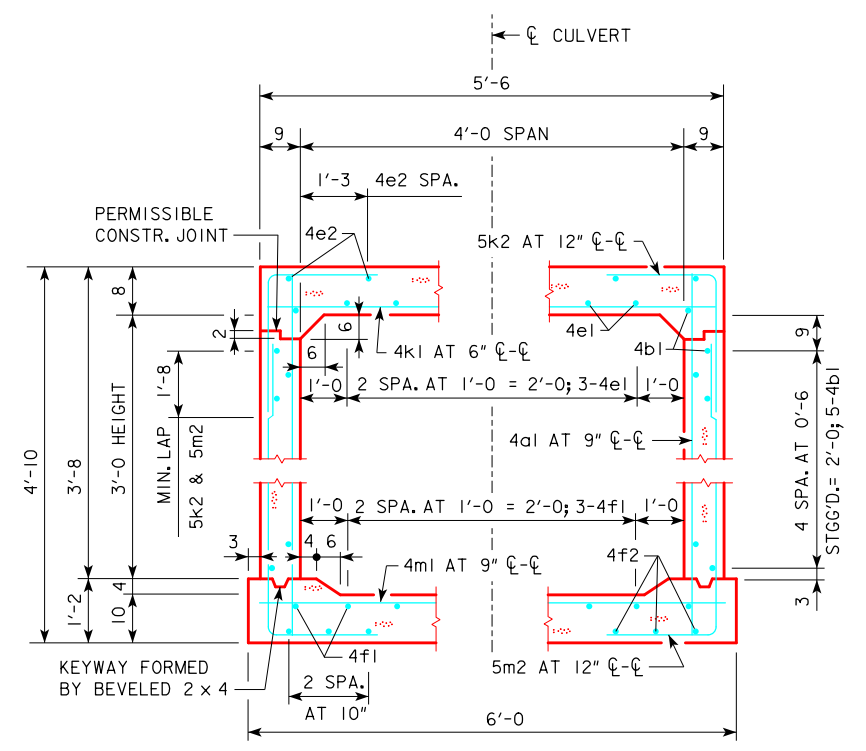 ℄ CULVERT
5'-6
9
4'-0 SPAN
9
1'-3
4e2 SPA.
PERMISSIBLE
CONSTR. JOINT
4e2
5k2 AT 12" ℄-℄
8
2
6
6
4k1 AT 6" ℄-℄
4e1
4b1
9
1'-8
MIN. LAP
5k2 & 5m2
1'-0
2 SPA. AT 1'-0 = 2'-0; 3-4e1
1'-0
4a1 AT 9" ℄-℄
4'-10
3'-8
3'-0 HEIGHT
4 SPA. AT 0'-6
STGG'D. = 2'-0; 5-4b1
1'-0
2 SPA. AT 1'-0 = 2'-0; 3-4f1
1'-0
3
4
6
4m1 AT 9" ℄-℄
4f2
1'-2
4
10
3
4f1
KEYWAY FORMED
BY BEVELED 2 x 4
2 SPA.
AT 10"
5m2 AT 12" ℄-℄
6'-0